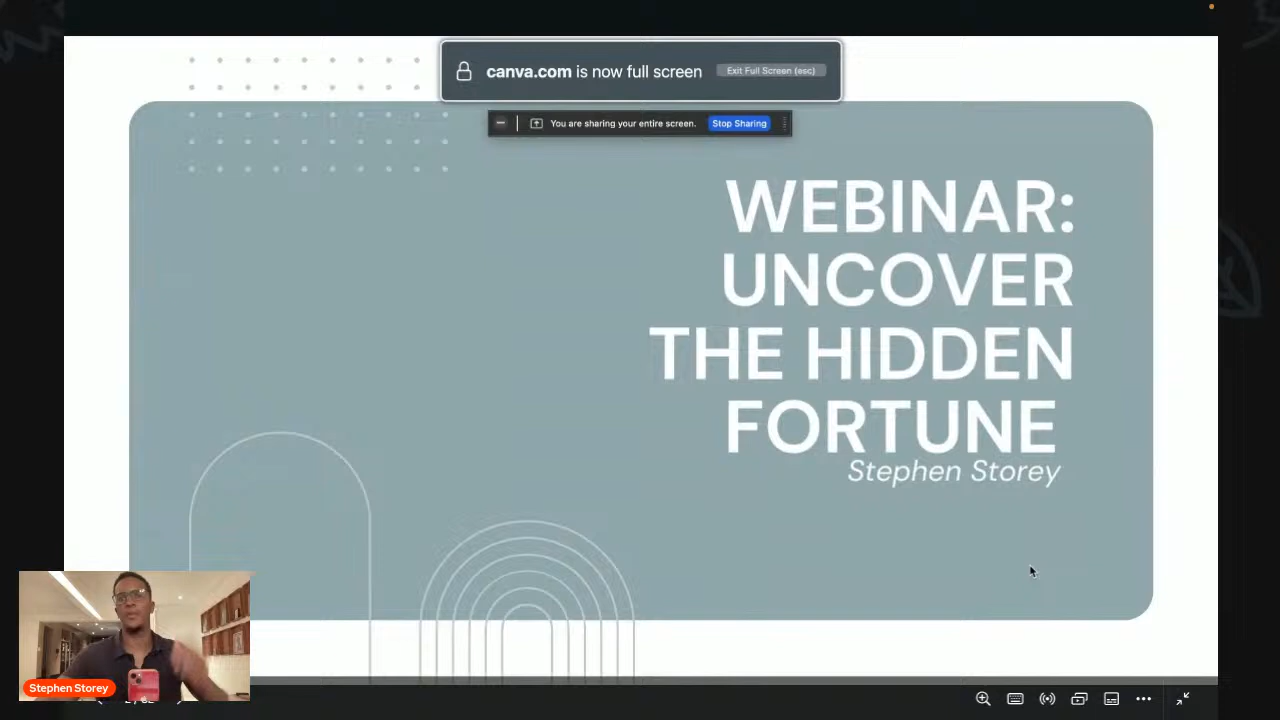 canva.com is now full screen
Exit Full Screen (esc)
You are sharing your entire screen.
Stop Sharing
WEBINAR:
UNCOVER
THE HIDDEN
FORTUNE
Stephen Storey
Stephen Storey